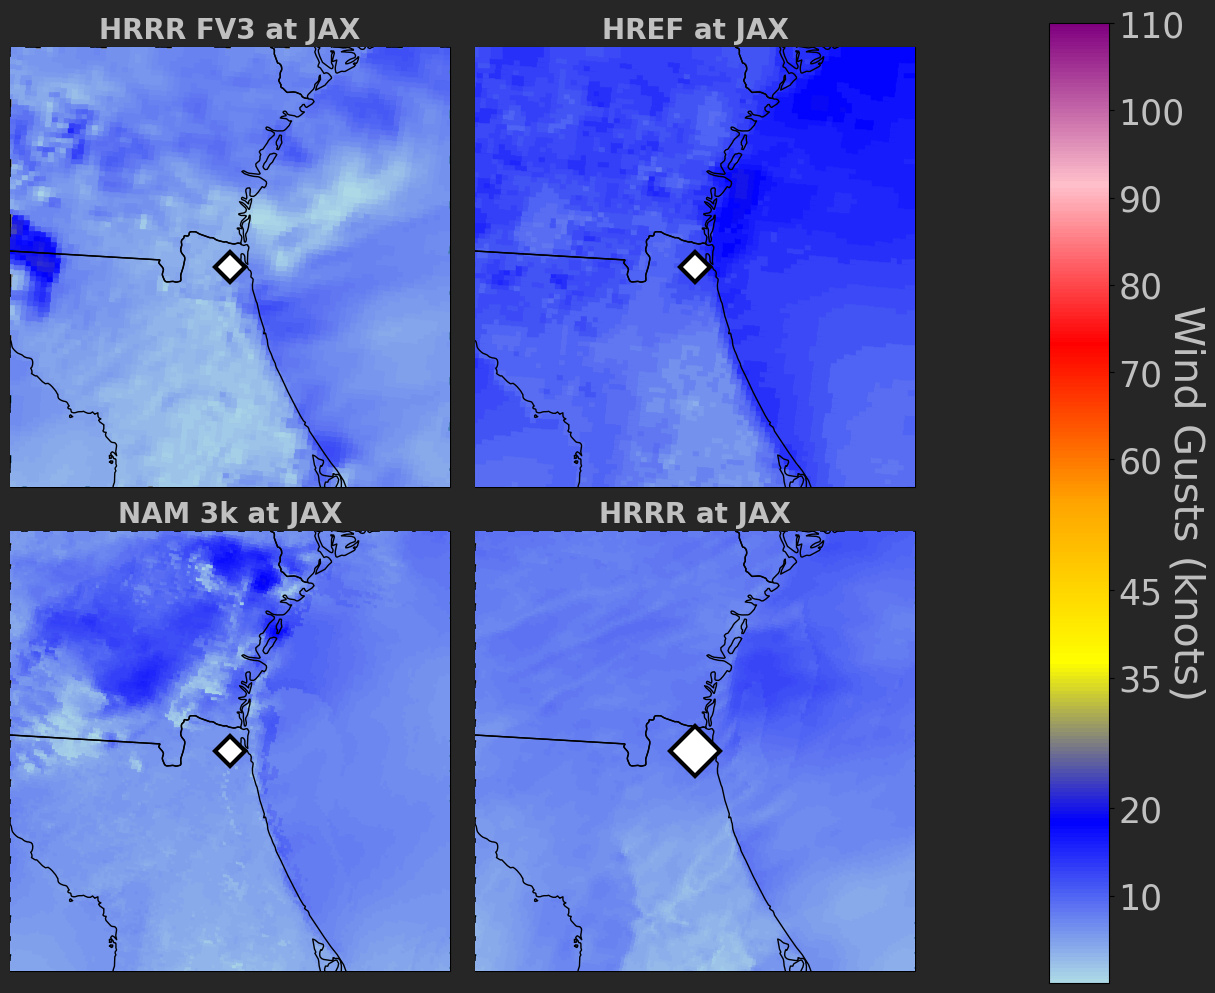 HRRR FV3 at JAX
HREF at JAX
NAM 3k at JAX
HRRR at JAX
110
100
90
80
70
60
45
35
20
10
Wind Gusts (knots)